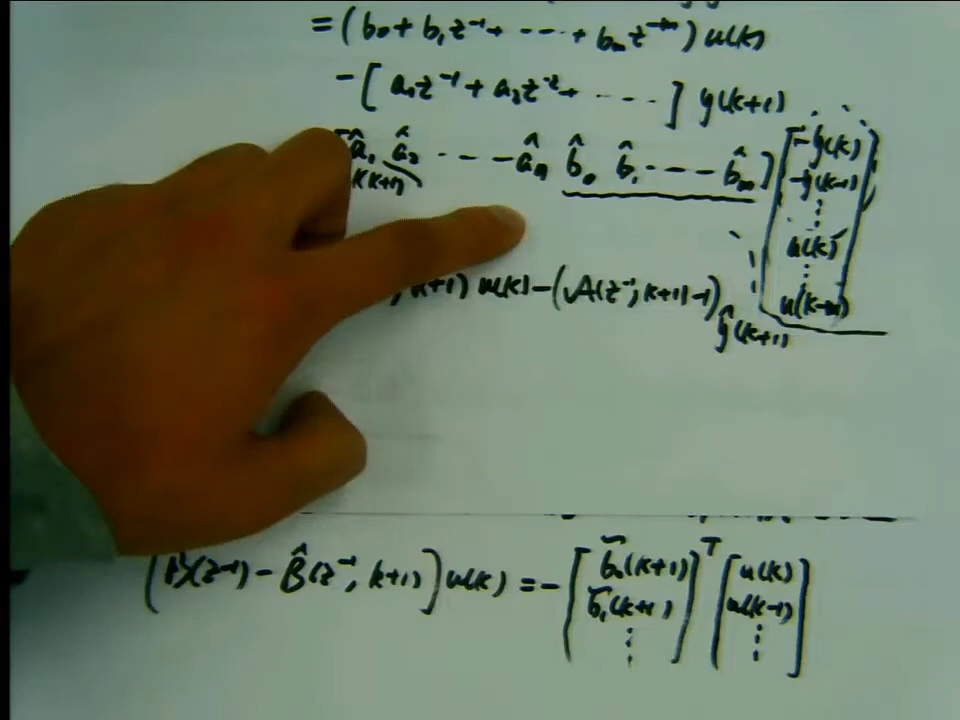 = (b₀ + b₁z⁻¹ + --- + bₘz⁻ᵐ) u(k)
- [ a₁z⁻¹ + a₂z⁻² + ····· ] y(k+1)
â₁ â₂ --- - âₙ b̂₀ b̂₁ ---- b̂ₘ ] [ -ŷ(k) -ŷ(k-1) ⋮ u(k) ⋮ u(k-m) ]
(k+1)
, k+1) u(k) - (A(z⁻¹, k+1) - 1) ŷ(k+1)
(B(z⁻¹) - B̂(z⁻¹, k+1)] u(k) = - [ b̃₀(k+1) b̃₁(k+1) ⋮ ]ᵀ [ u(k) u(k-1) ⋮ ]